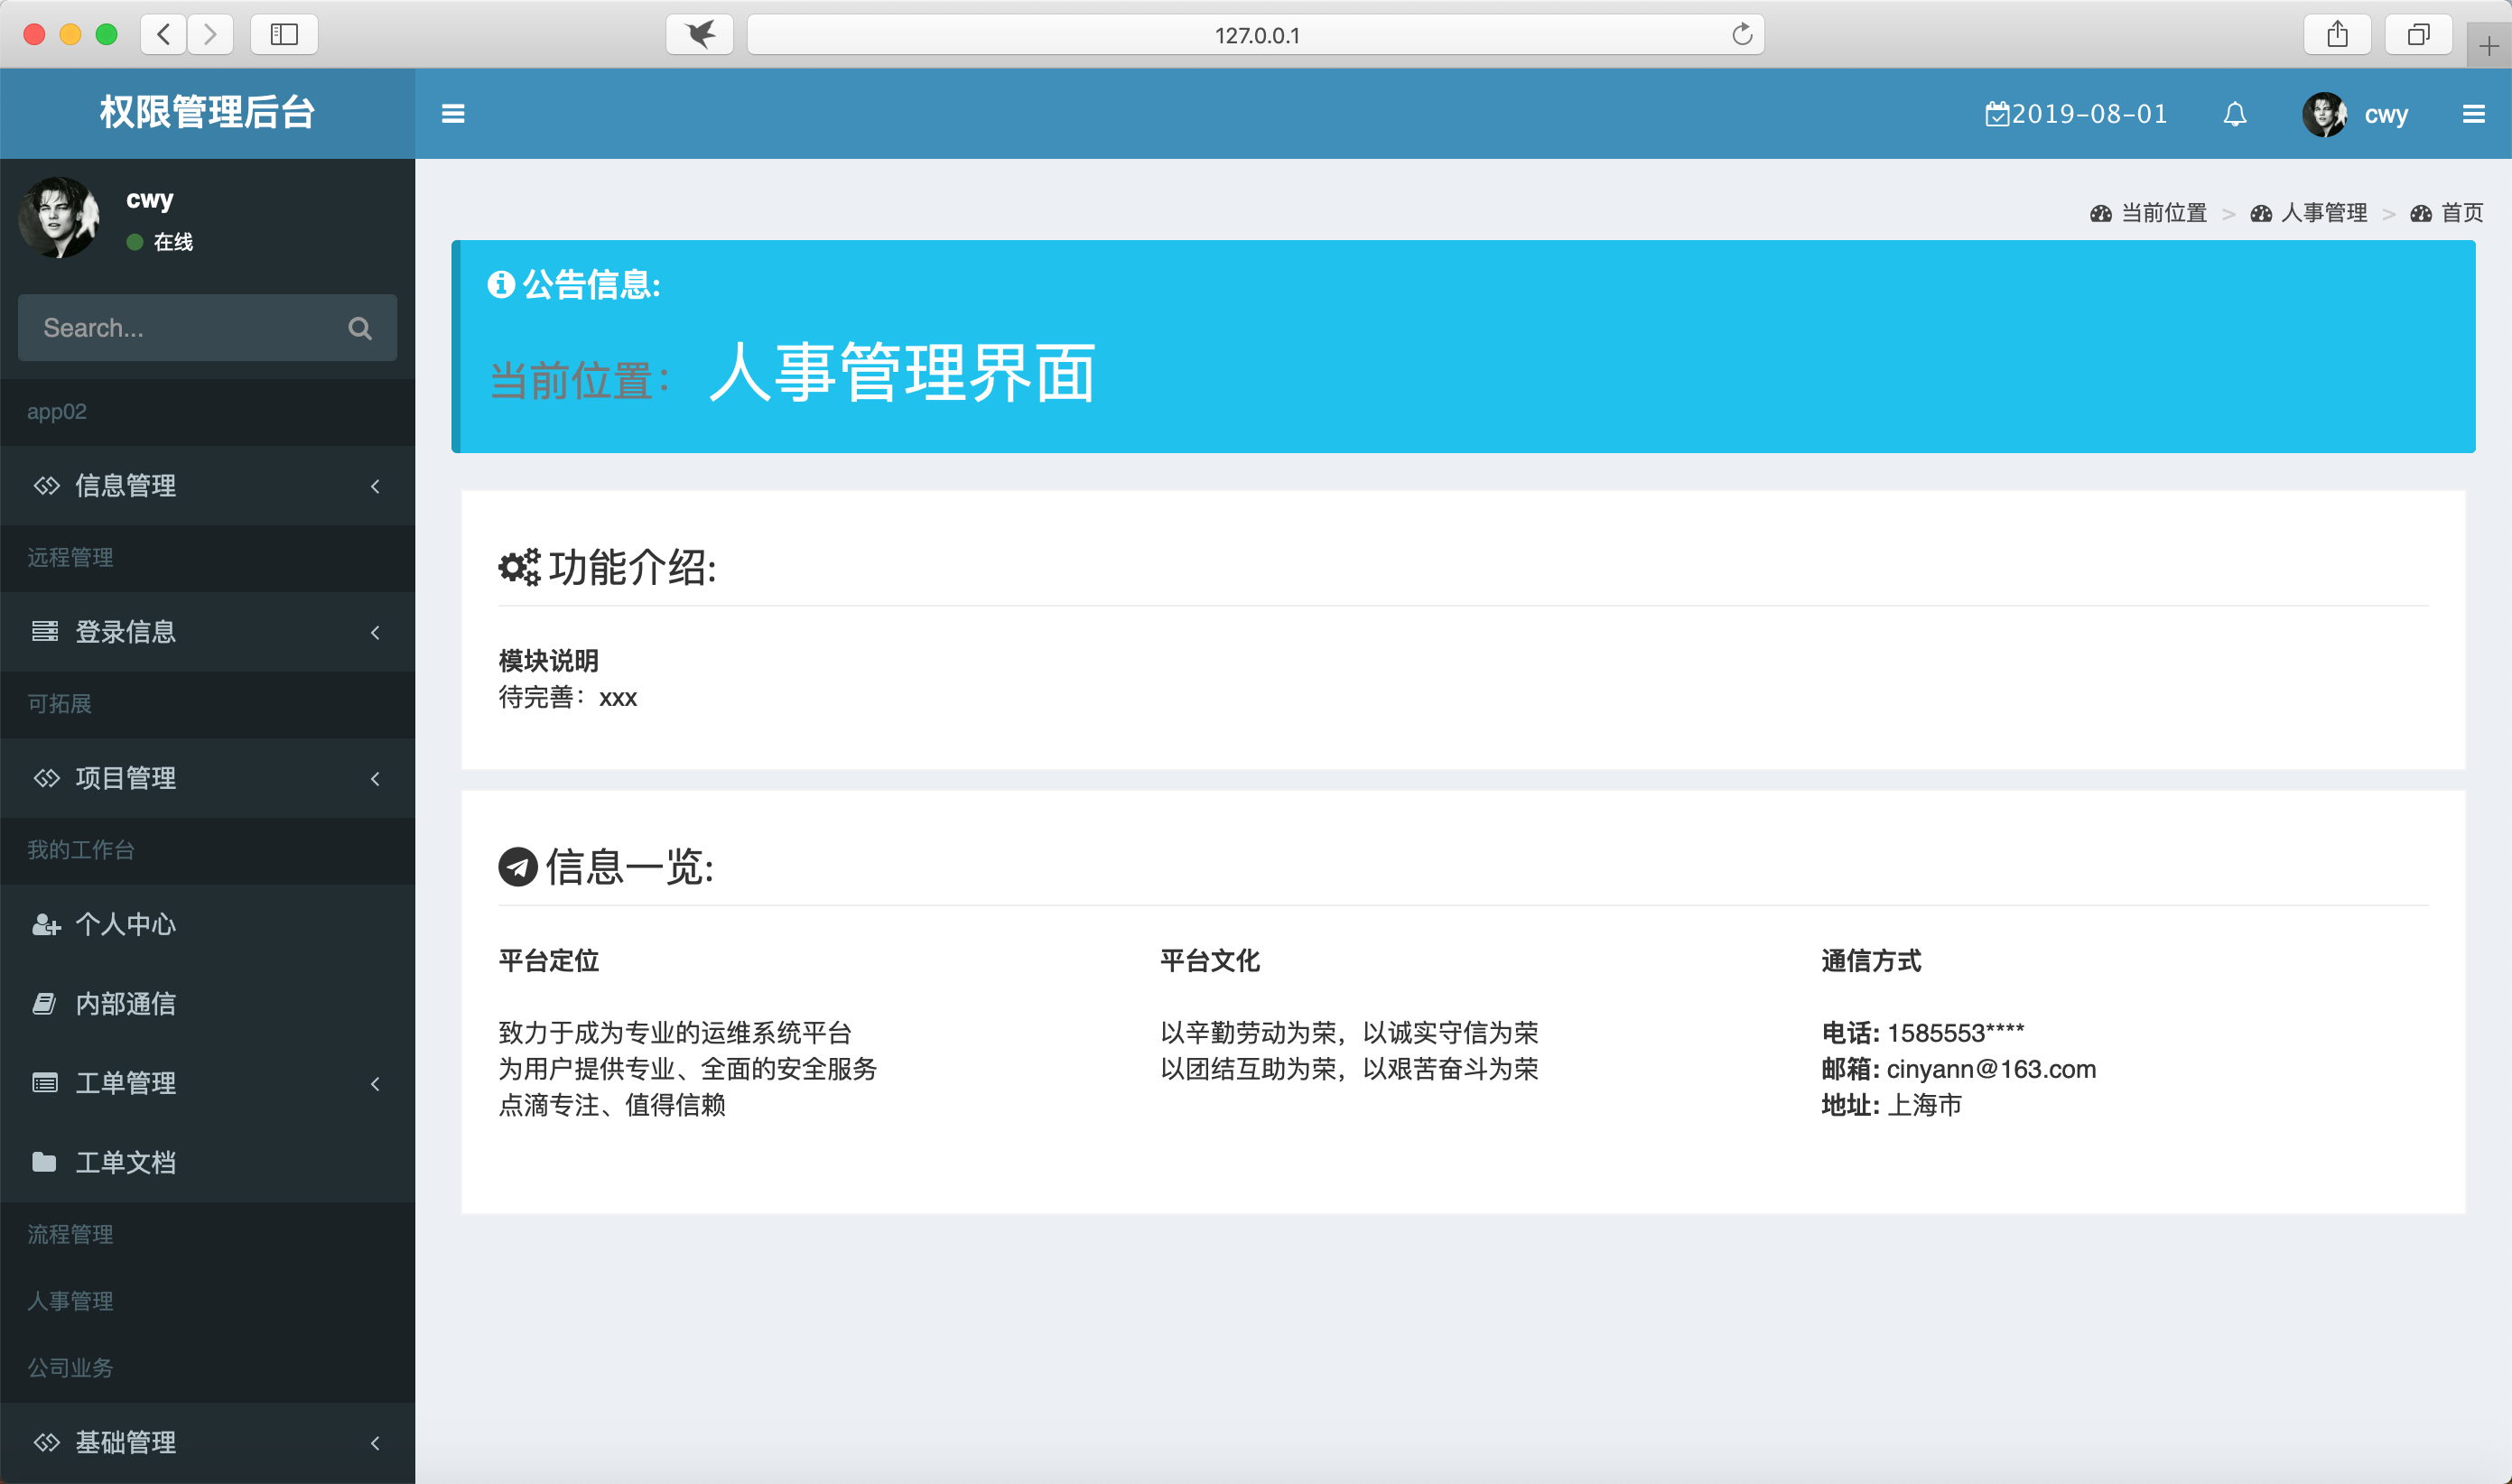 127.0.0.1
权限管理后台
2019-08-01
cwy
cwy
在线
Search...
app02
信息管理
远程管理
登录信息
可拓展
项目管理
我的工作台
个人中心
内部通信
工单管理
工单文档
流程管理
人事管理
公司业务
基础管理
当前位置 > 人事管理 > 首页
公告信息:
当前位置： 人事管理界面
功能介绍:
模块说明
待完善：xxx
信息一览:
平台定位
致力于成为专业的运维系统平台
为用户提供专业、全面的安全服务
点滴专注、值得信赖
平台文化
以辛勤劳动为荣，以诚实守信为荣
以团结互助为荣，以艰苦奋斗为荣
通信方式
电话: 1585553****
邮箱: cinyann@163.com
地址: 上海市